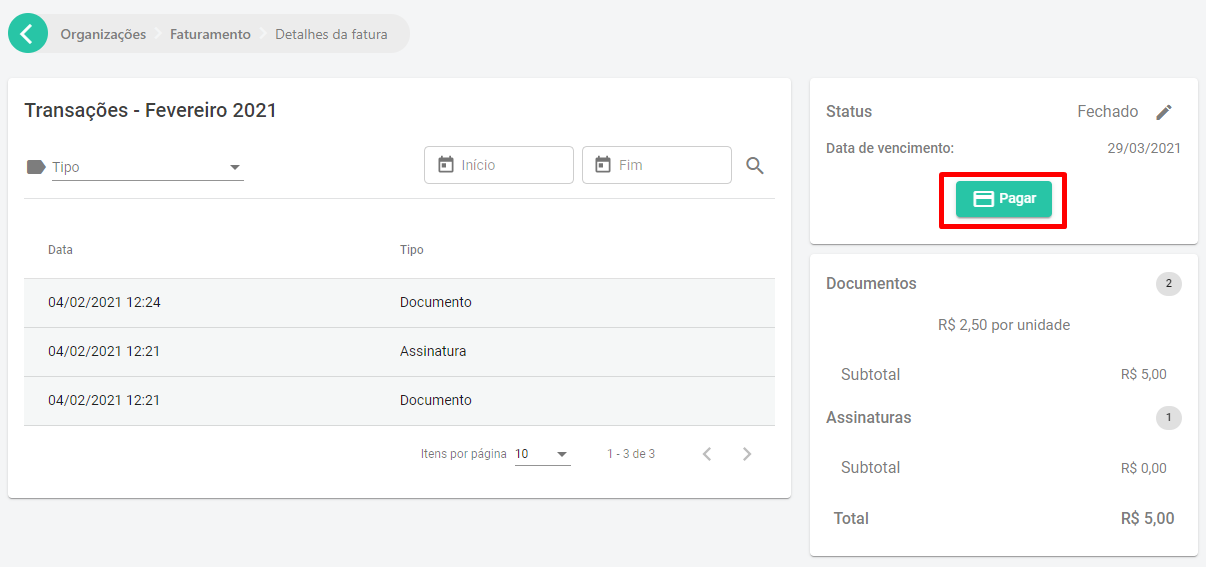 Organizações Faturamento Detalhes da fatura
Transações - Fevereiro 2021
Tipo Início Fim
Data Tipo
04/02/2021 12:24 Documento
04/02/2021 12:21 Assinatura
04/02/2021 12:21 Documento
Itens por página 10 1 - 3 de 3
Status Fechado
Data de vencimento: 29/03/2021
Pagar
Documentos 2
R$ 2,50 por unidade
Subtotal R$ 5,00
Assinaturas 1
Subtotal R$ 0,00
Total R$ 5,00